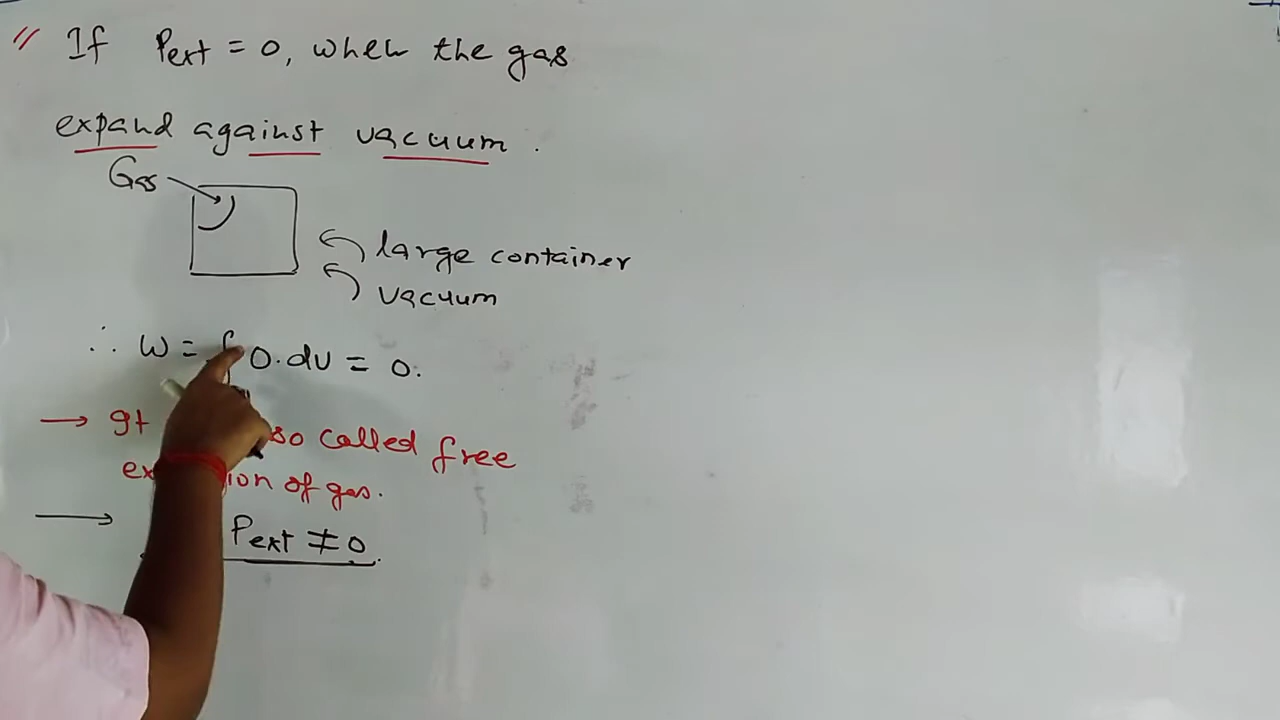 // If Pext = 0, when the gas
expand against vacuum.
Gas
large container
vacuum
∴ W = ∫ 0.dv = 0.
→ It so called free
of gas.
→ Pext ≠ 0.